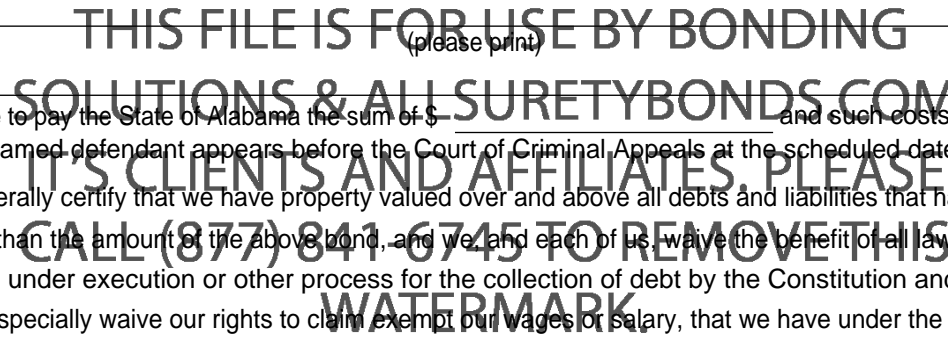 THIS FILE IS FOR USE BY BONDING
(please print)
SOLUTIONS & ALLSURETYBONDS.COM
to pay the State of Alabama the sum of $ and such costs
amed defendant appears before the Court of Criminal Appeals at the scheduled date
IT'S CLIENTS AND AFFILIATES. PLEASE
erally certify that we have property valued over and above all debts and liabilities that h
than the amount of the above bond, and we, and each of us, waive the benefit of all law
CALL (877) 841-6745 TO REMOVE THIS
under execution or other process for the collection of debt by the Constitution and
WATERMARK.
specially waive our rights to claim exempt our wages or salary, that we have under the